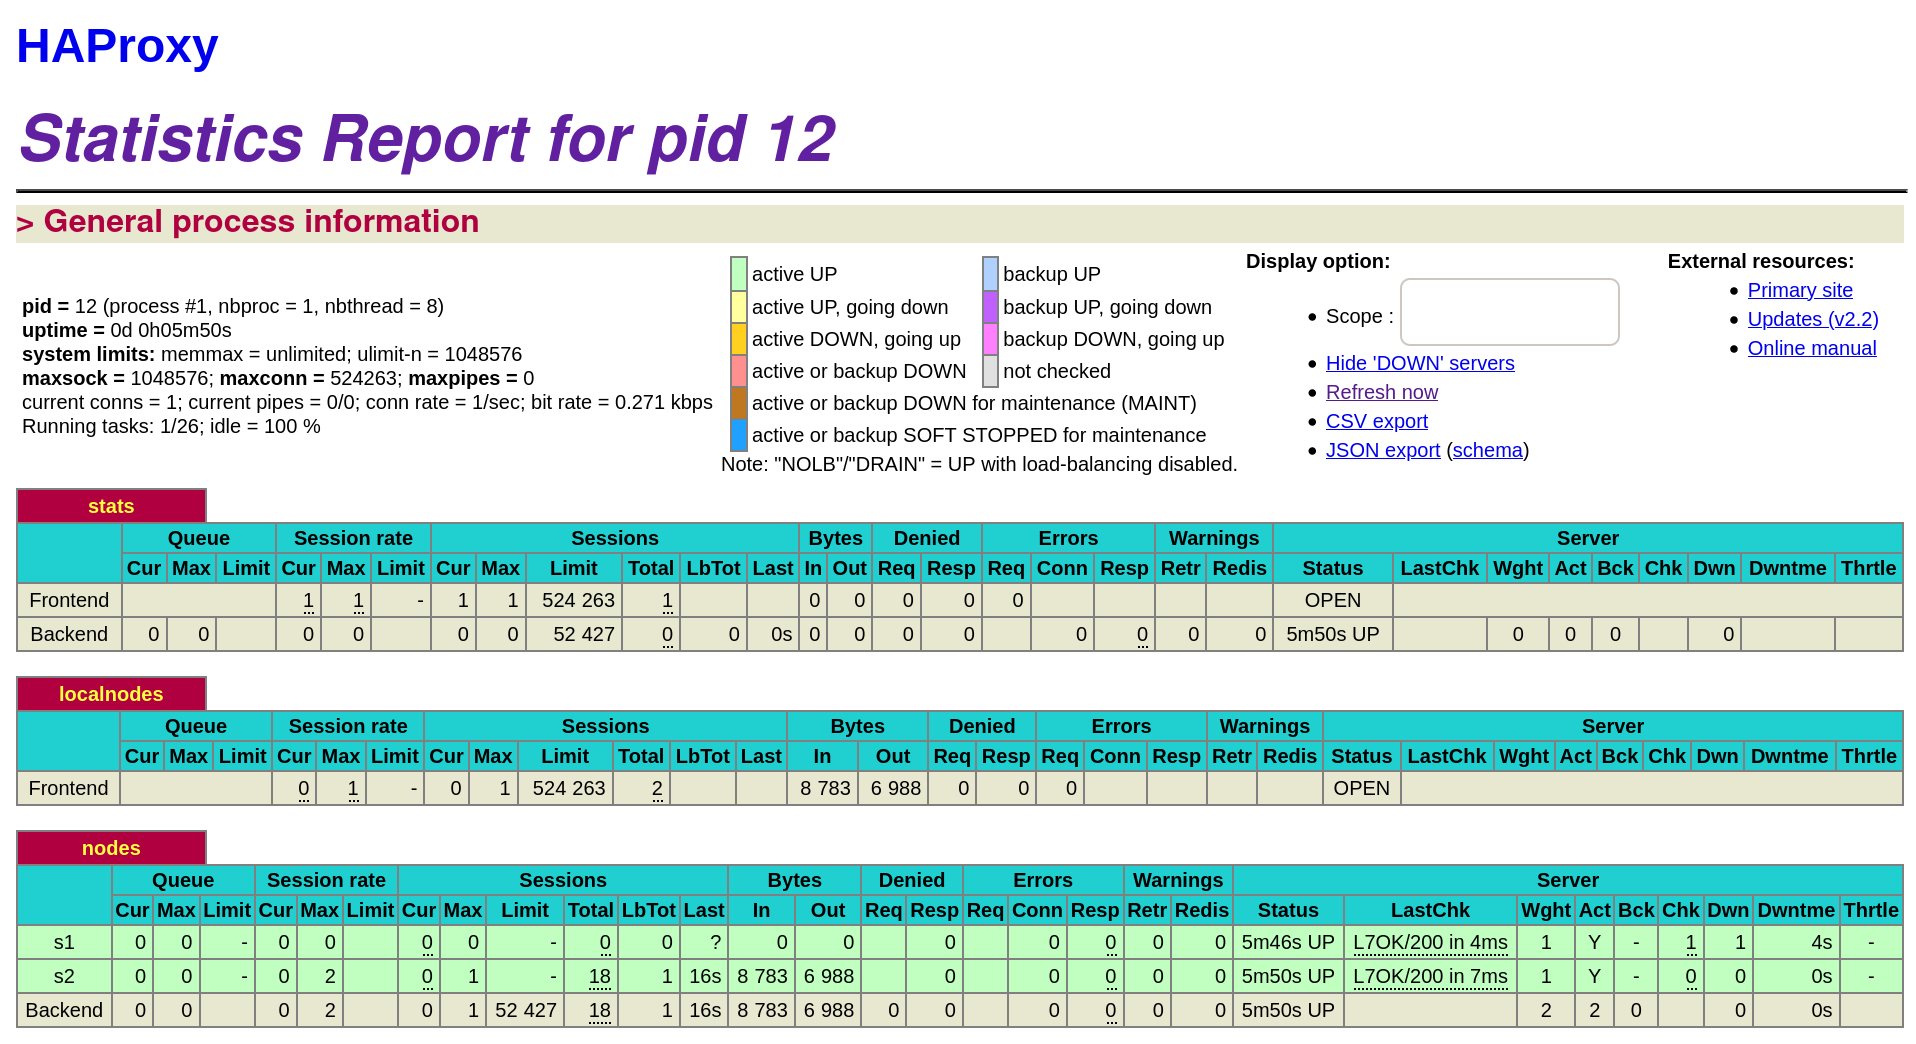 HAProxy
Statistics Report for pid 12
> General process information
pid = 12 (process #1, nbproc = 1, nbthread = 8)
uptime = 0d 0h05m50s
system limits: memmax = unlimited; ulimit-n = 1048576
maxsock = 1048576; maxconn = 524263; maxpipes = 0
current conns = 1; current pipes = 0/0; conn rate = 1/sec; bit rate = 0.271 kbps
Running tasks: 1/26; idle = 100 %
active UP backup UP
active UP, going down backup UP, going down
active DOWN, going up backup DOWN, going up
active or backup DOWN not checked
active or backup DOWN for maintenance (MAINT)
active or backup SOFT STOPPED for maintenance
Note: "NOLB"/"DRAIN" = UP with load-balancing disabled.
Display option:
• Scope :
• Hide 'DOWN' servers
• Refresh now
• CSV export
• JSON export (schema)
External resources:
• Primary site
• Updates (v2.2)
• Online manual
stats
Queue Session rate Sessions Bytes Denied Errors Warnings Server
Cur Max Limit Cur Max Limit Cur Max Limit Total LbTot Last In Out Req Resp Req Conn Resp Retr Redis Status LastChk Wght Act Bck Chk Dwn Dwntme Thrtle
Frontend 1 1 - 1 1 524 263 1 0 0 0 0 0 OPEN
Backend 0 0 0 0 0 0 52 427 0 0 0s 0 0 0 0 0 0 0 0 5m50s UP 0 0 0 0
localnodes
Queue Session rate Sessions Bytes Denied Errors Warnings Server
Cur Max Limit Cur Max Limit Cur Max Limit Total LbTot Last In Out Req Resp Req Conn Resp Retr Redis Status LastChk Wght Act Bck Chk Dwn Dwntme Thrtle
Frontend 0 1 - 0 1 524 263 2 8 783 6 988 0 0 0 OPEN
nodes
Queue Session rate Sessions Bytes Denied Errors Warnings Server
Cur Max Limit Cur Max Limit Cur Max Limit Total LbTot Last In Out Req Resp Req Conn Resp Retr Redis Status LastChk Wght Act Bck Chk Dwn Dwntme Thrtle
s1 0 0 - 0 0 0 0 - 0 0 ? 0 0 0 0 0 0 0 5m46s UP L7OK/200 in 4ms 1 Y - 1 1 4s -
s2 0 0 - 0 2 0 1 - 18 1 16s 8 783 6 988 0 0 0 0 0 5m50s UP L7OK/200 in 7ms 1 Y - 0 0 0s -
Backend 0 0 0 2 0 1 52 427 18 1 16s 8 783 6 988 0 0 0 0 0 0 5m50s UP 2 2 0 0 0s